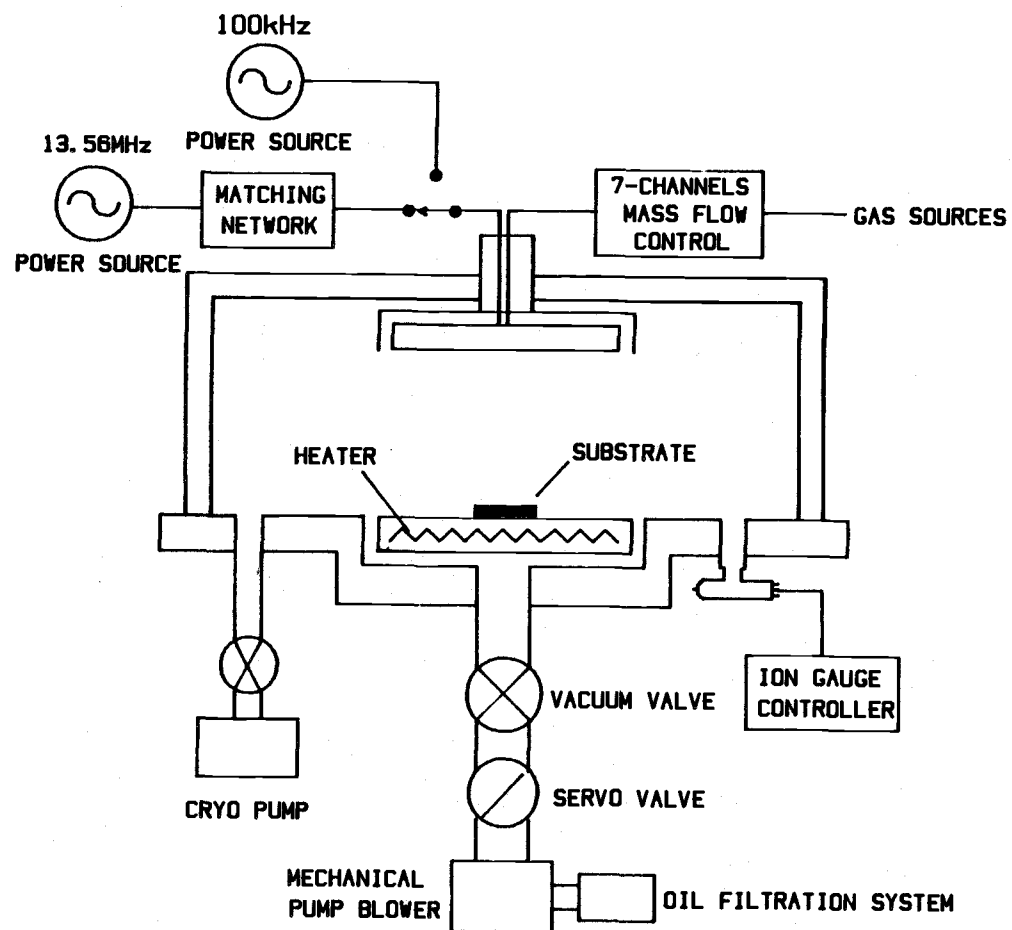 100kHz
POWER SOURCE
13.56MHz
MATCHING
NETWORK
POWER SOURCE
7-CHANNELS
MASS FLOW
CONTROL
GAS SOURCES
HEATER
SUBSTRATE
ION GAUGE
CONTROLLER
VACUUM VALVE
SERVO VALVE
CRYO PUMP
MECHANICAL
PUMP BLOWER
OIL FILTRATION SYSTEM